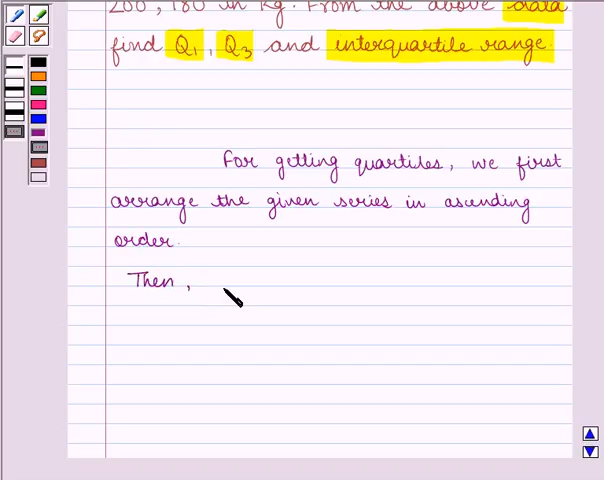 200, 180 in Kg. From the above data
find Q1, Q3 and interquartile range.
For getting quartiles, we first
arrange the given series in ascending
order.
Then,